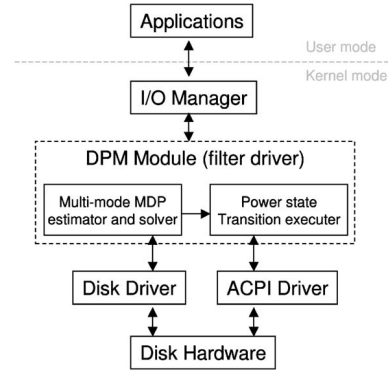 Applications
User mode
Kernel mode
I/O Manager
DPM Module (filter driver)
Multi-mode MDP
estimator and solver
Power state
Transition executer
Disk Driver
ACPI Driver
Disk Hardware